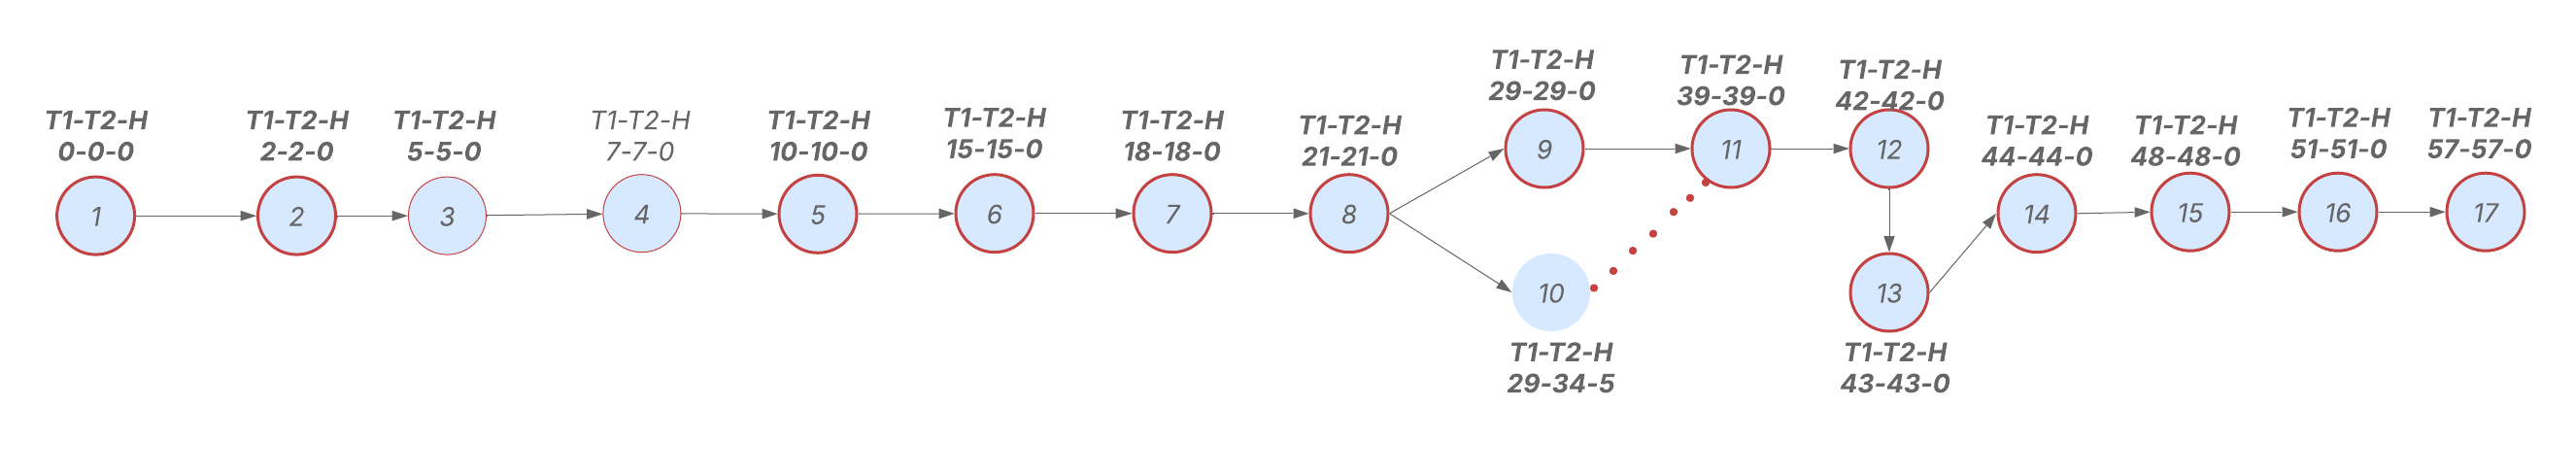 T1-T2-H
0-0-0
1
T1-T2-H
2-2-0
2
T1-T2-H
5-5-0
3
T1-T2-H
7-7-0
4
T1-T2-H
10-10-0
5
T1-T2-H
15-15-0
6
T1-T2-H
18-18-0
7
T1-T2-H
21-21-0
8
T1-T2-H
29-29-0
9
10
T1-T2-H
29-34-5
T1-T2-H
39-39-0
11
T1-T2-H
42-42-0
12
13
T1-T2-H
43-43-0
T1-T2-H
44-44-0
14
T1-T2-H
48-48-0
15
T1-T2-H
51-51-0
16
T1-T2-H
57-57-0
17